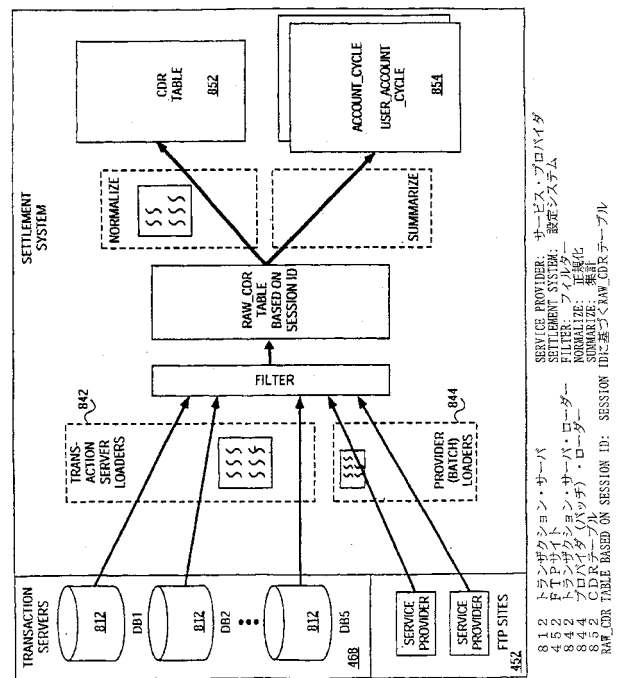 SETTLEMENT
SYSTEM
TRANSACTION
SERVERS
812
DB1
812
DB2
812
DB5
468
SERVICE
PROVIDER
SERVICE
PROVIDER
FTP SITES
452
TRANS-
ACTION
SERVER
LOADERS
842
PROVIDER
(BATCH)
LOADERS
844
FILTER
RAW_CDR
TABLE
BASED ON
SESSION ID
NORMALIZE
SUMMARIZE
CDR
TABLE
852
ACCOUNT_CYCLE
USER_ACCOUNT
_CYCLE
854
812 トランザクション・サーバ
452 FTPサイト
842 トランザクション・サーバ・ローダー
844 プロバイダ(バッチ)・ローダー
852 CDRテーブル
RAW_CDR TABLE BASED ON SESSION ID: SESSION IDに基づくRAW_CDRテーブル
SERVICE PROVIDER: サービス・プロバイダ
SETTLEMENT SYSTEM: 設定システム
FILTER: フィルター
NORMALIZE: 正規化
SUMMARIZE: 集計